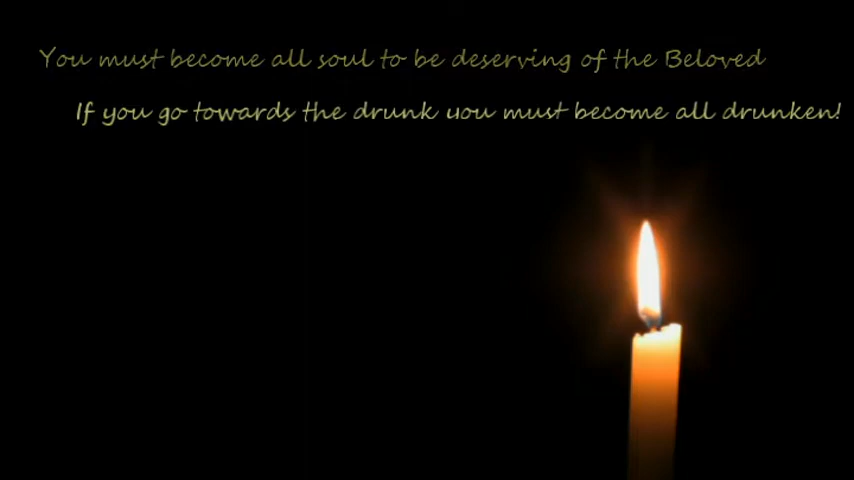 You must become all soul to be deserving of the Beloved
If you go towards the drunk you must become all drunken!